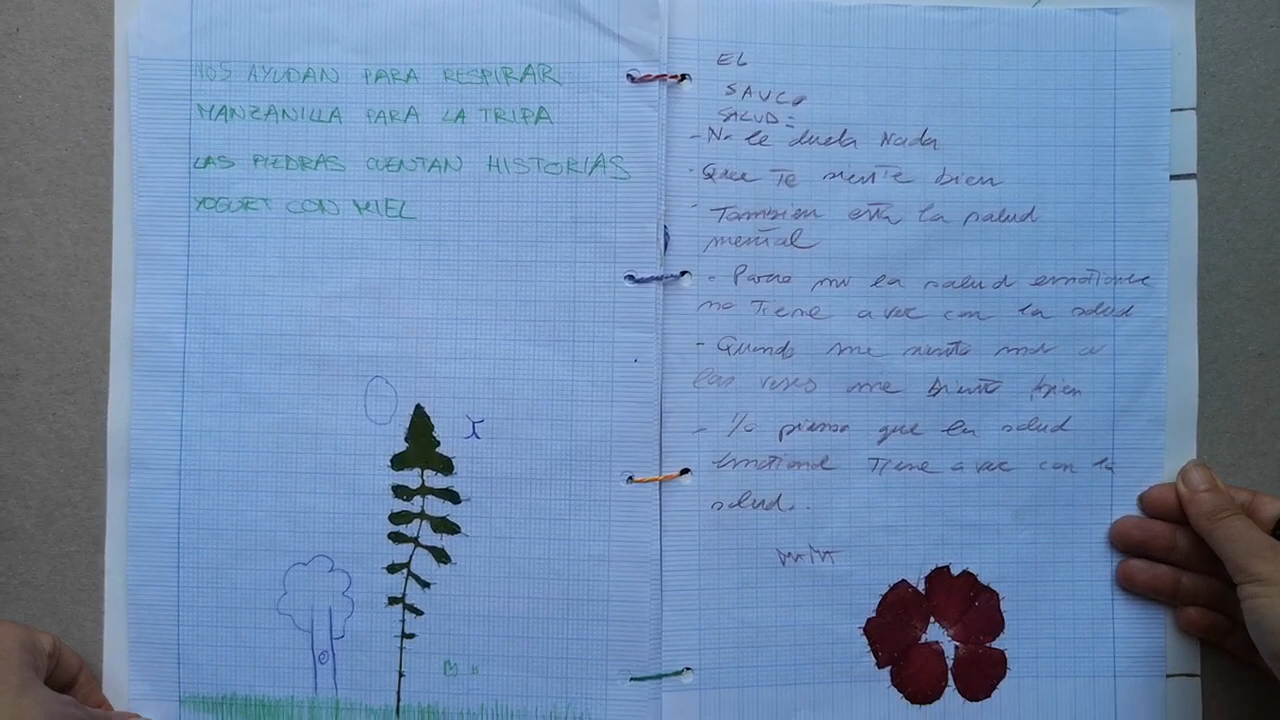 NOS AYUDAN PARA RESPIRAR
MANZANILLA PARA LA TRIPA
LAS PIEDRAS CUENTAN HISTORIAS
YOGURT CON MIEL
EL
SAUCO
SALUD=
- No le duela Nada
- Que Te siente bien
- Tambien esta la salud
mental
- Para mi la salud
no Tiene a ver con la salud
- Quando me siento mal a
las veses me siento bien
- Yo pienso que la salud
Tiene a ver con la
salud.